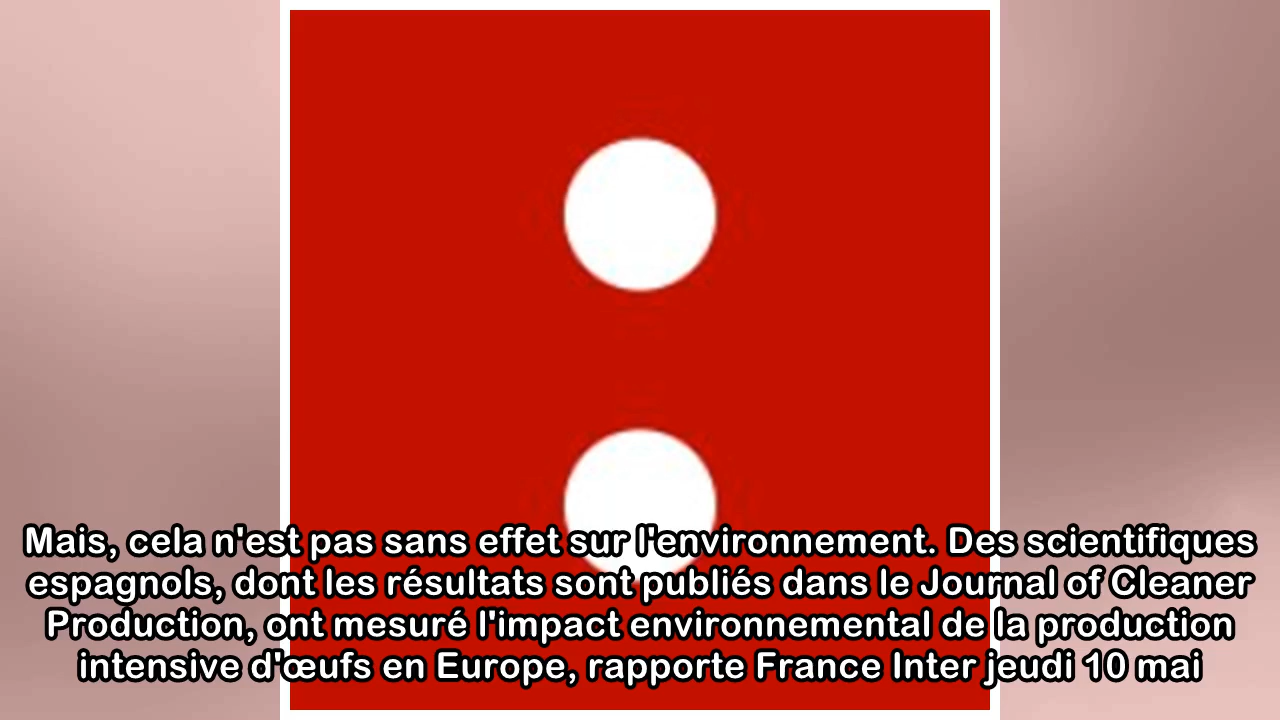 Mais, cela n'est pas sans effet sur l'environnement. Des scientifiques
espagnols, dont les résultats sont publiés dans le Journal of Cleaner
Production, ont mesuré l'impact environnemental de la production
intensive d'œufs en Europe, rapporte France Inter jeudi 10 mai